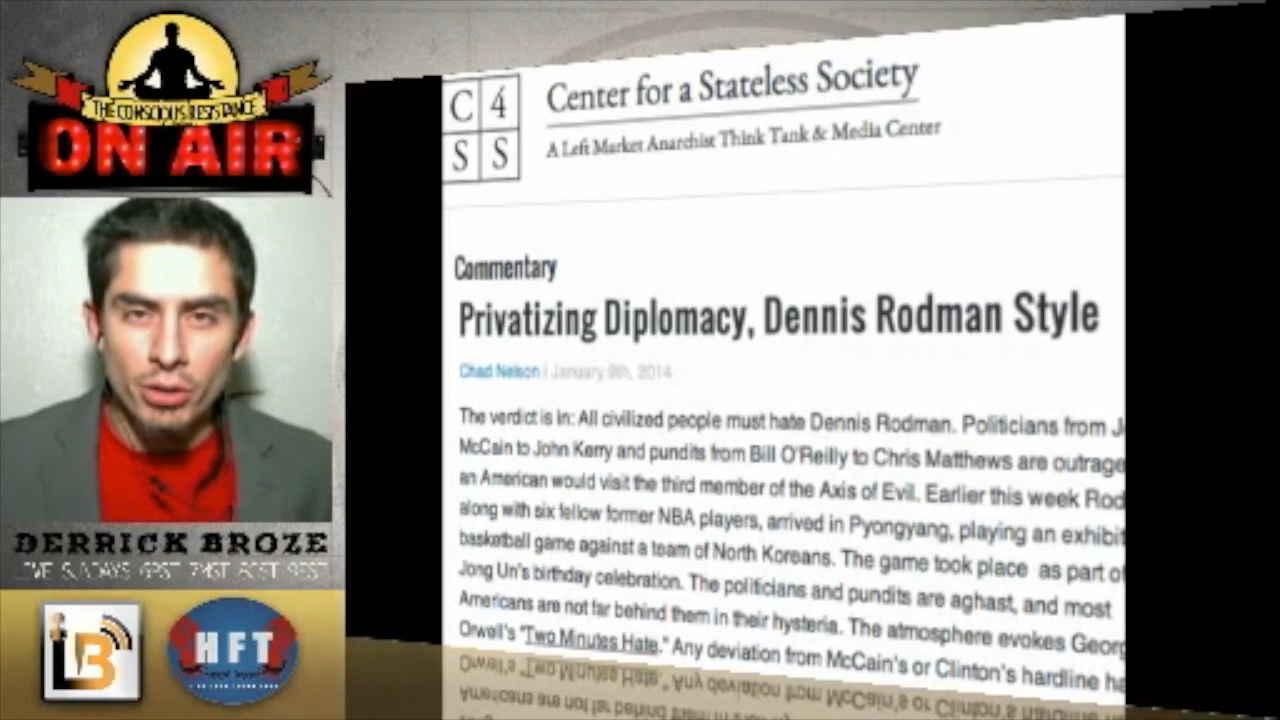 THE CONSCIOUS RESISTANCE
ON AIR
DERRICK BROZE
iB
HFT
C4
SS
Center for a Stateless Society
A Left Market Anarchist Think Tank & Media Center
Commentary
Privatizing Diplomacy, Dennis Rodman Style
Chad Nelson | January 9th, 2014
The verdict is in: All civilized people must hate Dennis Rodman. Politicians from J
McCain to John Kerry and pundits from Bill O'Reilly to Chris Matthews are outrage
an American would visit the third member of the Axis of Evil. Earlier this week Rod
along with six fellow former NBA players, arrived in Pyongyang, playing an exhibit
basketball game against a team of North Koreans. The game took place as part of
Jong Un's birthday celebration. The politicians and pundits are aghast, and most
Americans are not far behind them in their hysteria. The atmosphere evokes Georg
Orwell's "Two Minutes Hate." Any deviation from McCain's or Clinton's hardline ha